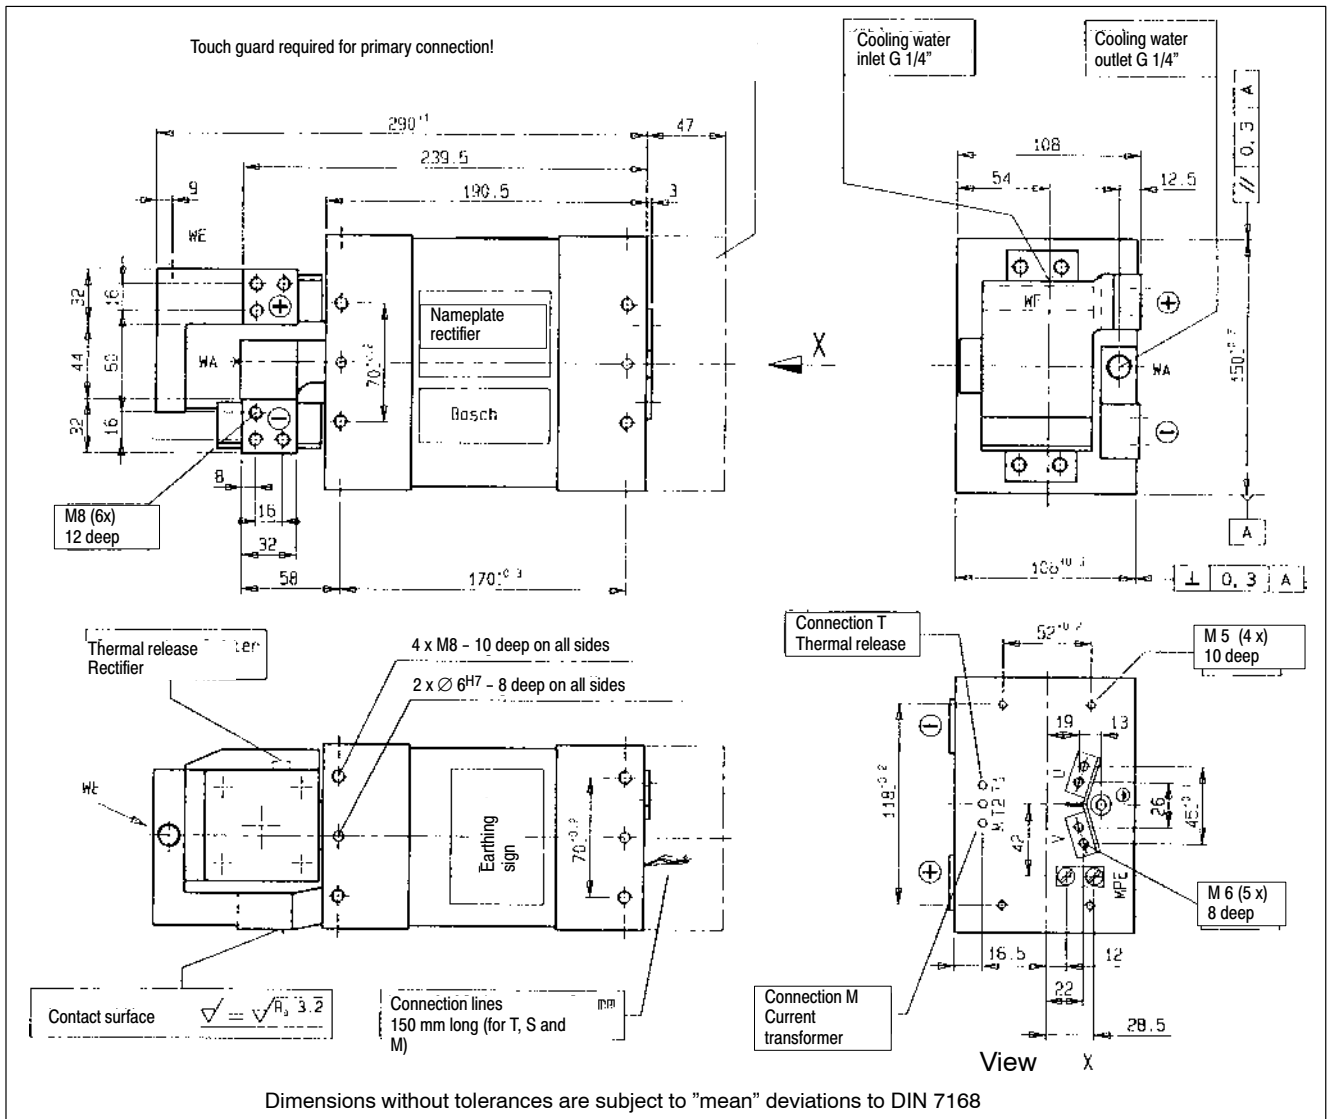 Touch guard required for primary connection!
Cooling water
inlet G 1/4”
Cooling water
outlet G 1/4”
290⁺¹
47
239.5
190.5
3
9
WE
108
54
12.5
// 0.3 A
32
16
44
50
WA
32
16
Nameplate
rectifier
Bosch
X
WA
A
8
16
32
58
M8 (6x)
12 deep
⊥ 0.3 A
Thermal release
Rectifier
4 x M8 – 10 deep on all sides
2 x ∅ 6ᴴ⁷ – 8 deep on all sides
Connection T
Thermal release
M 5 (4 x)
10 deep
19
13
U
26
42
V
MPE
WE
Earthing
sign
M 6 (5 x)
8 deep
16.5
12
22
28.5
Contact surface
3.2
Connection lines
150 mm long (for T, S and
M)
Connection M
Current
transformer
View X
Dimensions without tolerances are subject to ”mean” deviations to DIN 7168